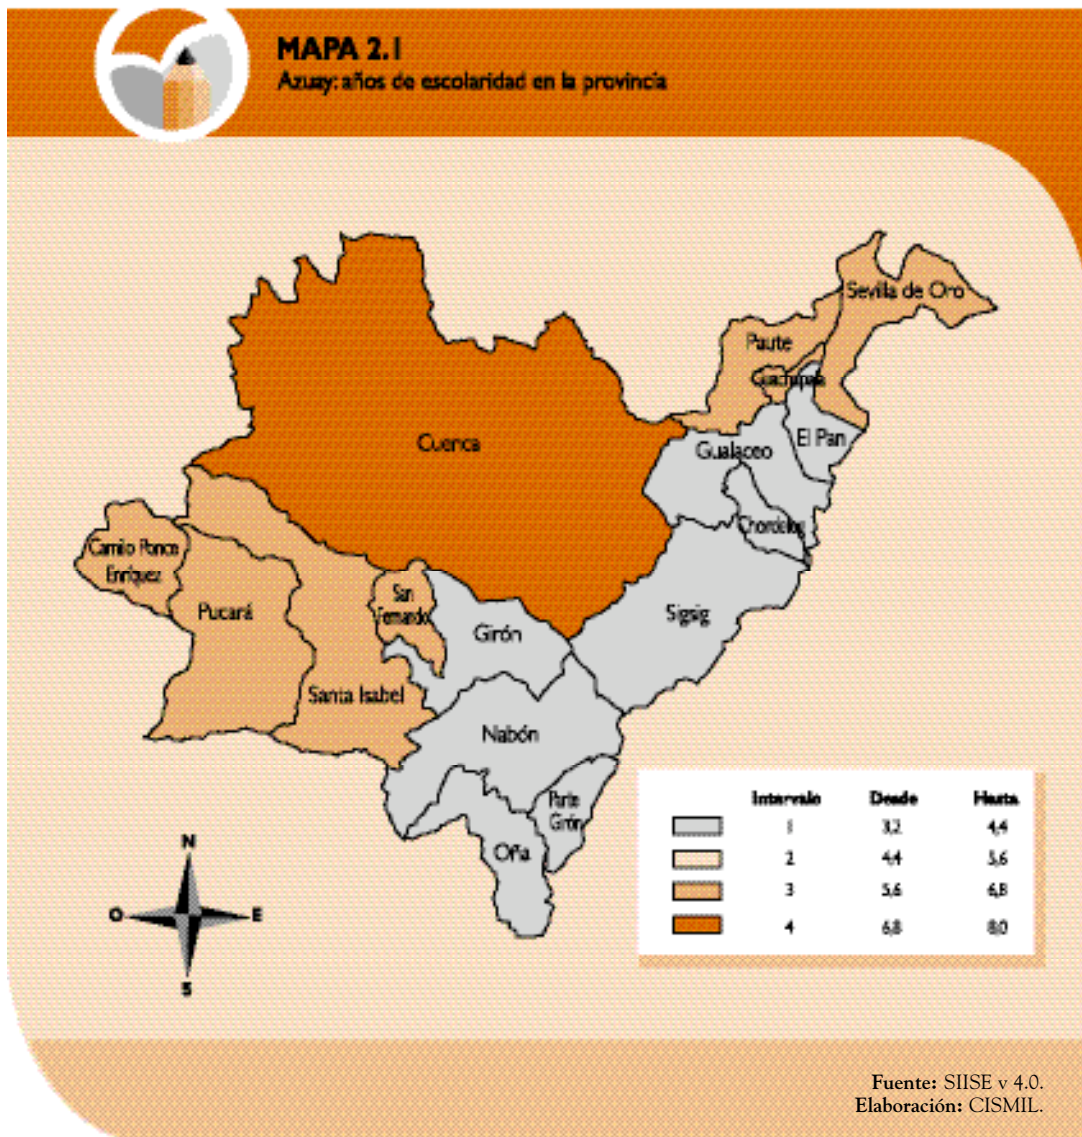 MAPA 2.1
Azuay: años de escolaridad en la provincia
Sevilla de Oro
Paute
Guachapala
El Pan
Cuenca
Gualaceo
Chordeleg
Camilo Ponce
Enríquez
San
Fernando
Pucará
Girón
Sigsig
Santa Isabel
Nabón
Parte
Girón
Oña
Intervalo Desde Hasta
1 3,2 4,4
2 4,4 5,6
3 5,6 6,8
4 6,8 8,0
N
O E
S
Fuente: SIISE v 4.0.
Elaboración: CISMIL.